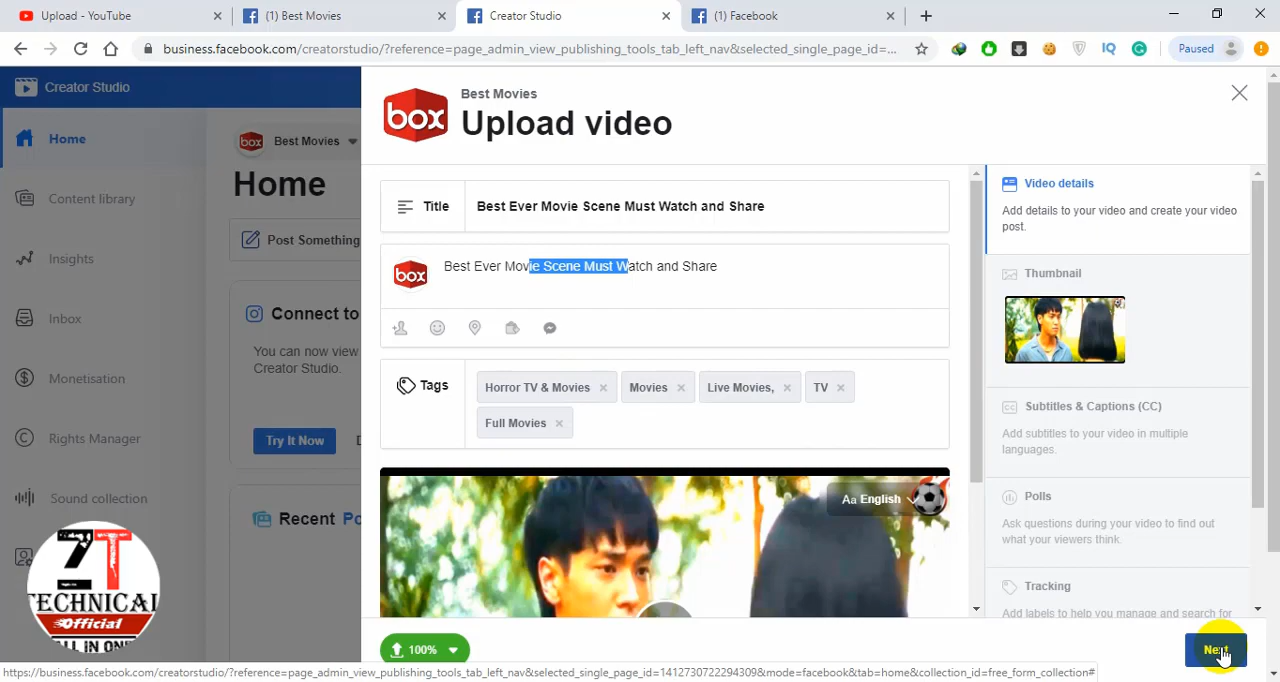 Upload - YouTube
(1) Best Movies
Creator Studio
(1) Facebook
business.facebook.com/creatorstudio/?reference=page_admin_view_publishing_tools_tab_left_nav&selected_single_page_id=...
IQ
Paused
Creator Studio
Home
Content library
Insights
Inbox
Monetisation
Rights Manager
Sound collection
Best Movies
Home
Post Something
Connect to
You can now view
Creator Studio.
Try It Now
Recent Po
box
Best Movies
Upload video
Title
Best Ever Movie Scene Must Watch and Share
box
Best Ever Movie Scene Must Watch and Share
Tags
Horror TV & Movies
Movies
Live Movies,
TV
Full Movies
Aa English
100%
Next
Video details
Add details to your video and create your video
post.
Thumbnail
CC
Subtitles & Captions (CC)
Add subtitles to your video in multiple
languages.
Polls
Ask questions during your video to find out
what your viewers think.
Tracking
Add labels to help you manage and search for
ZT
TECHNICAL
Official
ALL IN ONE
https://business.facebook.com/creatorstudio/?reference=page_admin_view_publishing_tools_tab_left_nav&selected_single_page_id=1412730722294309&mode=facebook&tab=home&collection_id=free_form_collection#